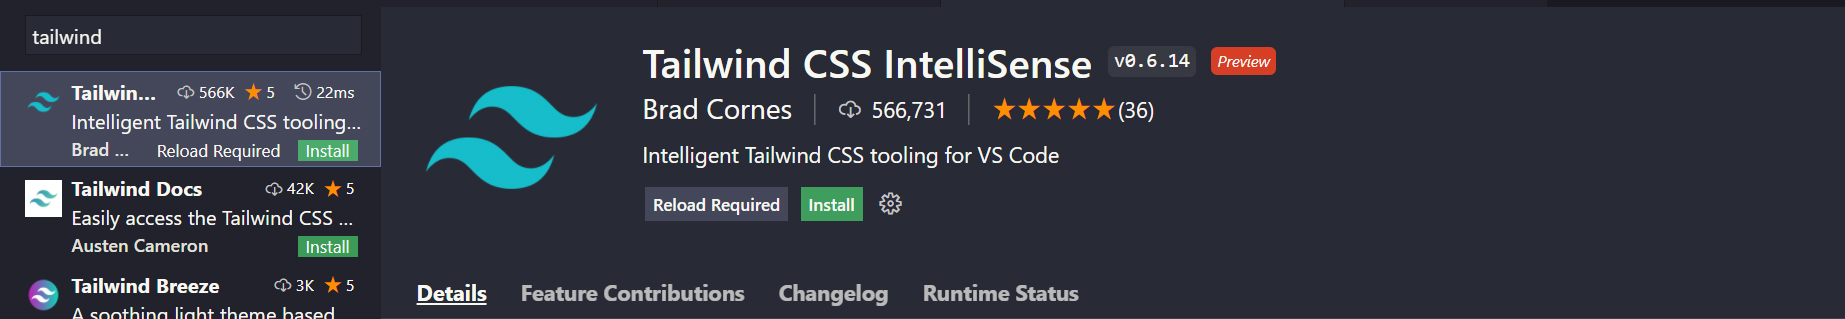 tailwind
Tailwin... 566K 5 22ms
Intelligent Tailwind CSS tooling...
Brad ... Reload Required Install
Tailwind Docs 42K 5
Easily access the Tailwind CSS ...
Austen Cameron Install
Tailwind Breeze 3K 5
A soothing light theme based
Tailwind CSS IntelliSense v0.6.14 Preview
Brad Cornes 566,731 (36)
Intelligent Tailwind CSS tooling for VS Code
Reload Required Install
Details Feature Contributions Changelog Runtime Status